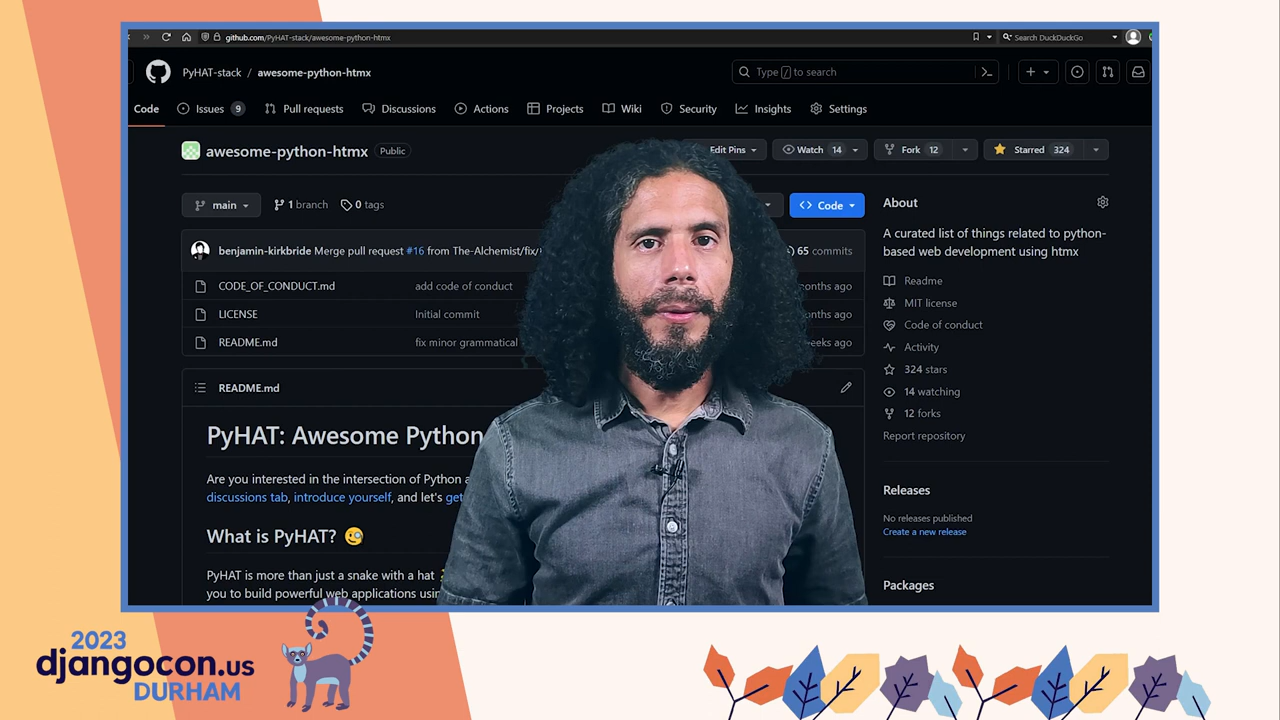 github.com/PyHAT-stack/awesome-python-htmx
Search DuckDuckGo
PyHAT-stack / awesome-python-htmx
Type / to search
Code Issues 9 Pull requests Discussions Actions Projects Wiki Security Insights Settings
awesome-python-htmx Public
Edit Pins Watch 14 Fork 12 Starred 324
main 1 branch 0 tags Code
benjamin-kirkbride Merge pull request #16 from The-Alchemist/fix/ 65 commits
CODE_OF_CONDUCT.md add code of conduct ago
LICENSE Initial commit ago
README.md fix minor grammatical ago
README.md
PyHAT: Awesome Python
Are you interested in the intersection of Python
discussions tab, introduce yourself, and let's get
What is PyHAT?
PyHAT is more than just a snake with a hat
you to build powerful web applications using
About
A curated list of things related to python-
based web development using htmx
Readme
MIT license
Code of conduct
Activity
324 stars
14 watching
12 forks
Report repository
Releases
No releases published
Create a new release
Packages
2023
djangocon.us
DURHAM